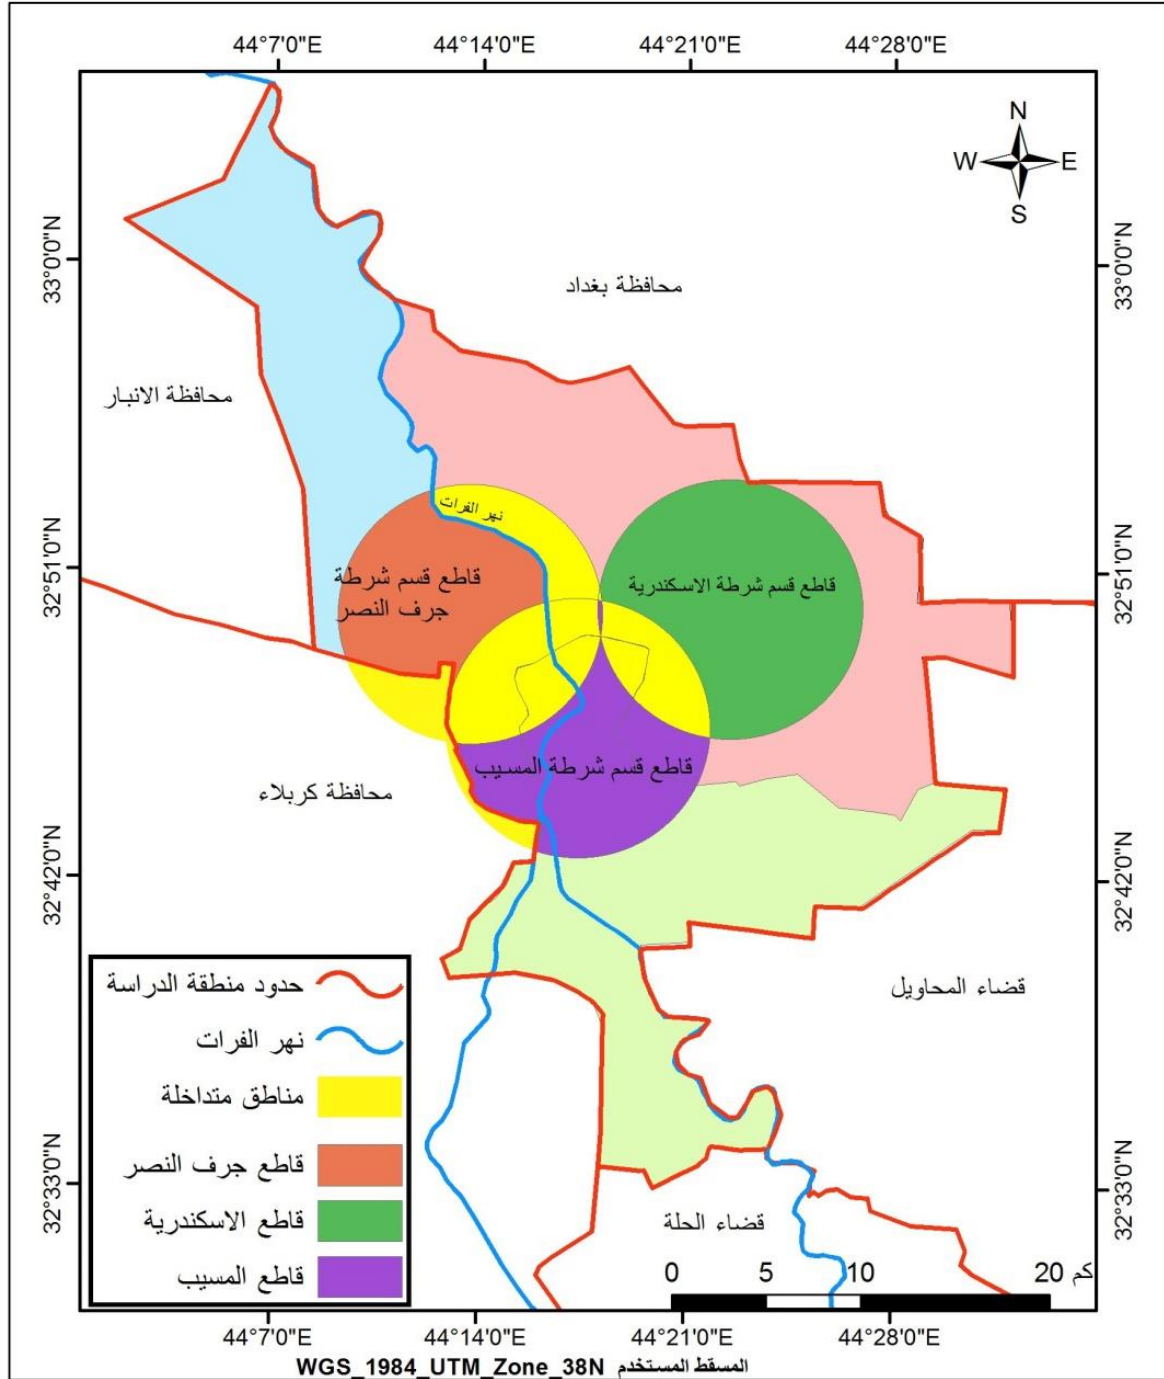 44°7'0"E
44°14'0"E
44°21'0"E
44°28'0"E
N
W
E
S
33°0'0"N
33°0'0"N
محافظة بغداد
محافظة الانبار
نهر الفرات
32°51'0"N
32°51'0"N
قاطع قسم شرطة
جرف النصر
قاطع قسم شرطة الاسكندرية
قاطع قسم شرطة المسيب
محافظة كربلاء
32°42'0"N
32°42'0"N
قضاء المحاويل
حدود منطقة الدراسة
نهر الفرات
مناطق متداخلة
قاطع جرف النصر
قاطع الاسكندرية
قاطع المسيب
32°33'0"N
32°33'0"N
قضاء الحلة
0 5 10 20 كم
44°7'0"E
44°14'0"E
44°21'0"E
44°28'0"E
المسقط المستخدم WGS_1984_UTM_Zone_38N